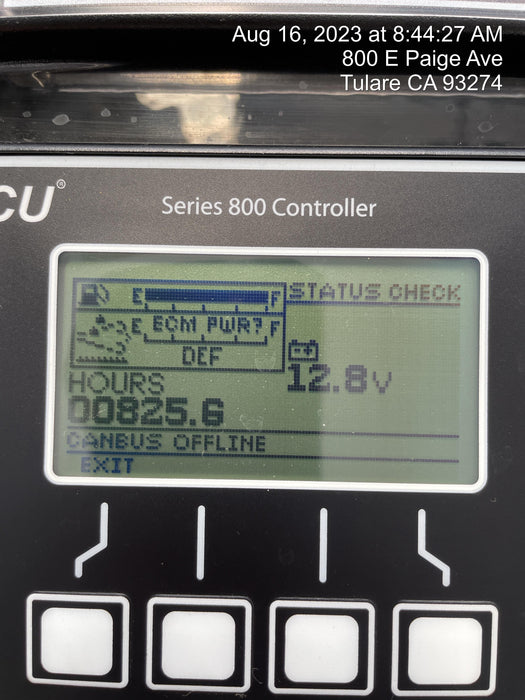 Aug 16, 2023 at 8:44:27 AM
800 E Paige Ave
Tulare CA 93274
CU®
Series 800 Controller
E F STATUS CHECK
E ECM PWR? F
DEF
12.8V
HOURS
00825.6
CANBUS OFFLINE
EXIT